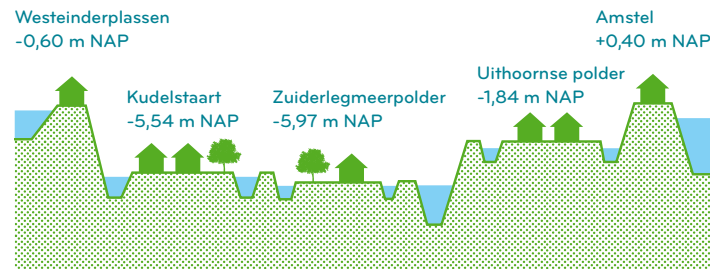 Westeinderplassen
-0,60 m NAP
Kudelstaart
-5,54 m NAP
Zuiderlegmeerpolder
-5,97 m NAP
Uithoornse polder
-1,84 m NAP
Amstel
+0,40 m NAP